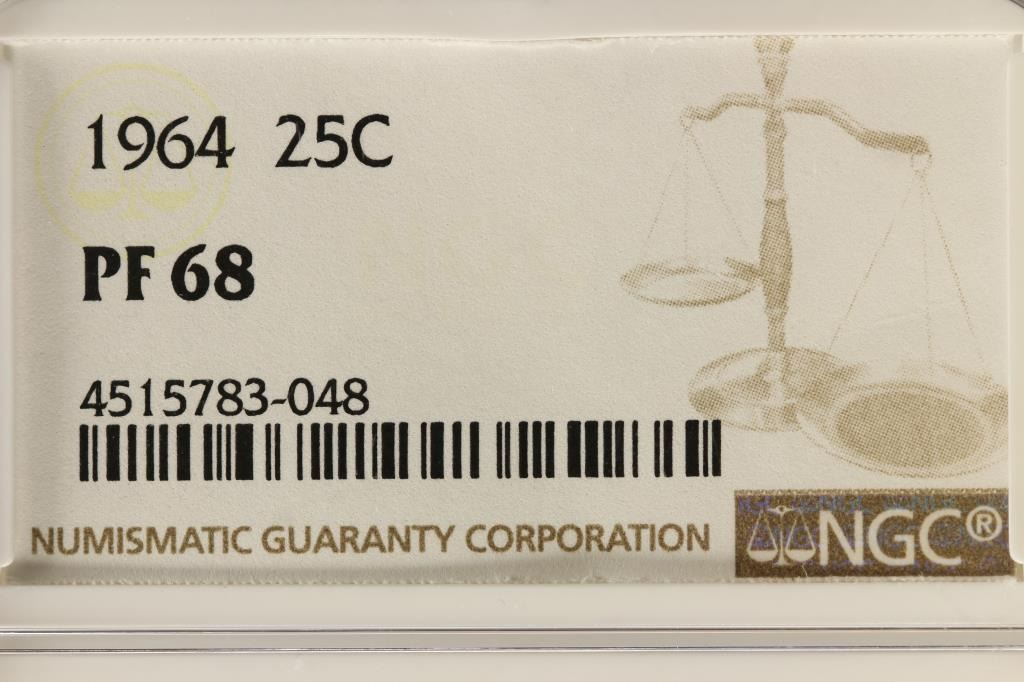 1964 25C
PF 68
4515783-048
NUMISMATIC GUARANTY CORPORATION
NGC®